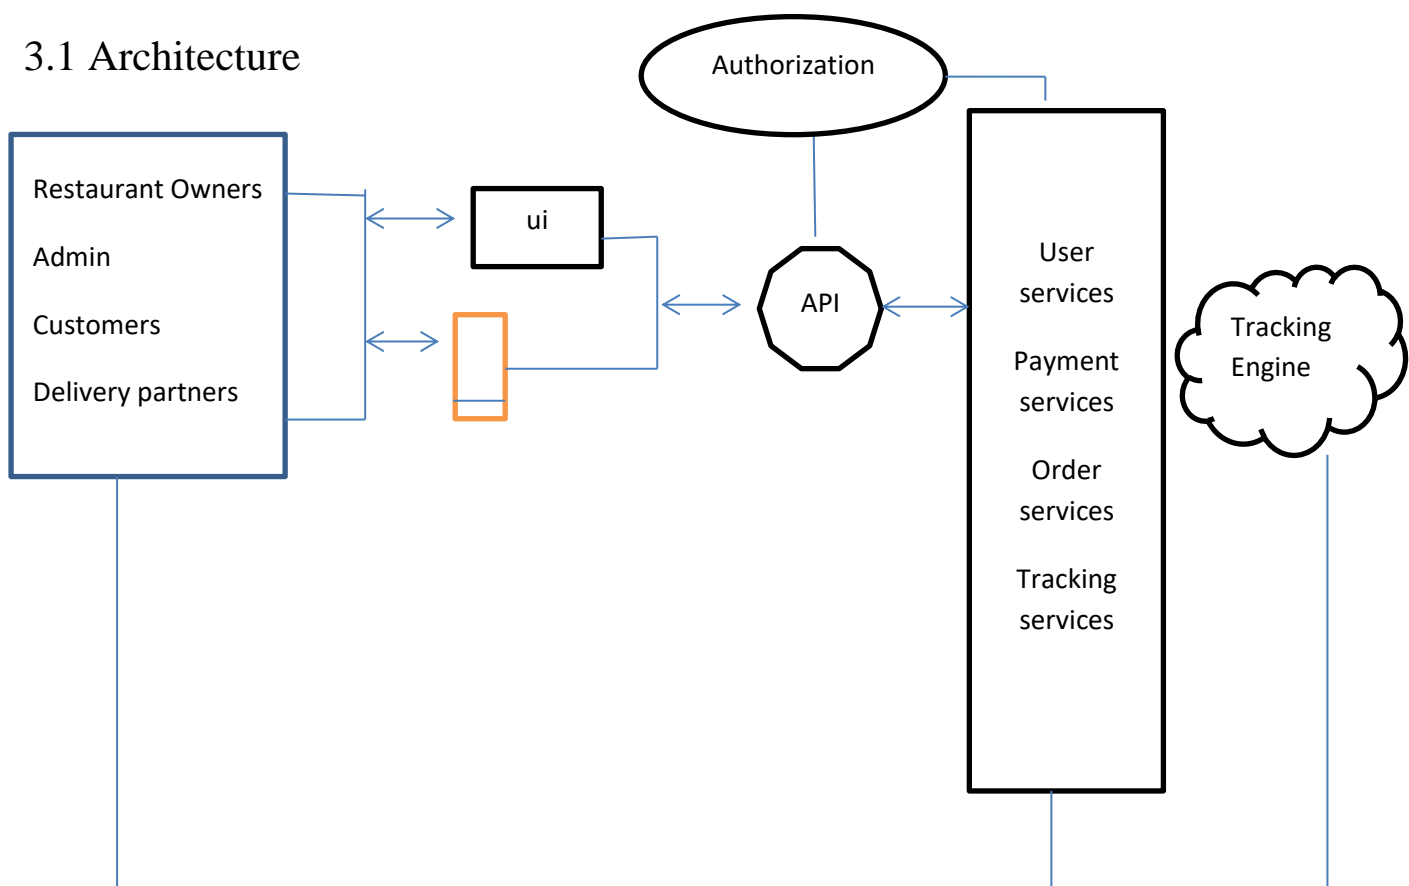 3.1 Architecture
Authorization
Restaurant Owners
Admin
Customers
Delivery partners
ui
API
User
services
Payment
services
Order
services
Tracking
services
Tracking
Engine